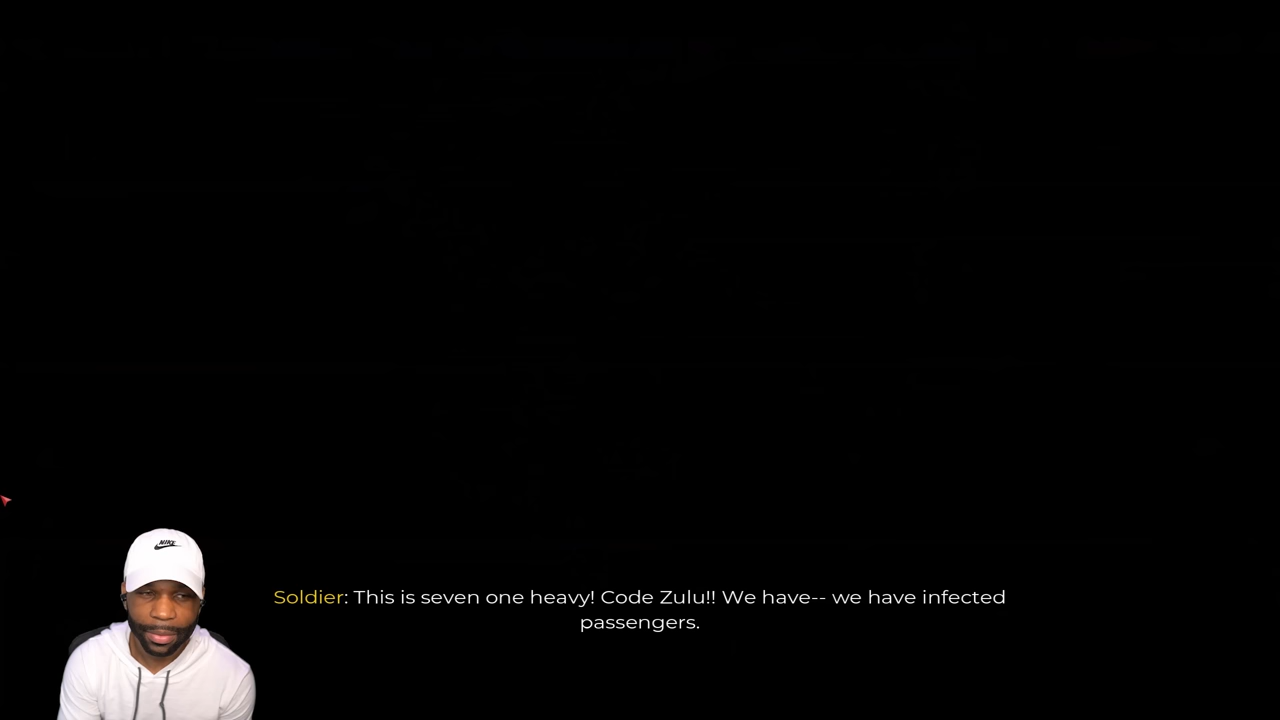 NIKE
Soldier: This is seven one heavy! Code Zulu!! We have-- we have infected
passengers.